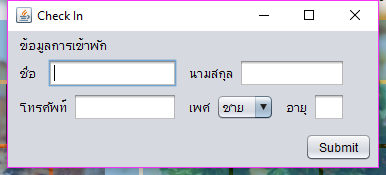 Check In
ข้อมูลการเข้าพัก
ชื่อ นามสกุล
โทรศัพท์ เพศ ชาย อายุ
Submit